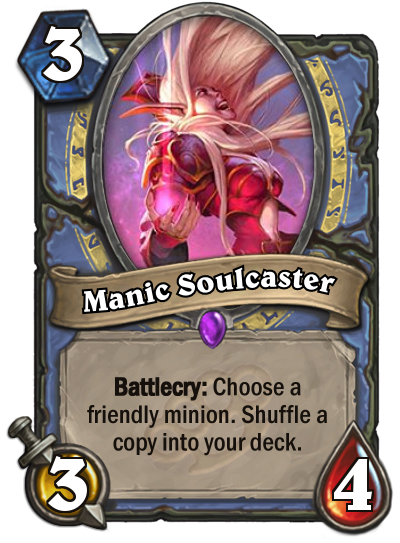 3
Manic Soulcaster
Battlecry: Choose a
friendly minion. Shuffle a
copy into your deck.
3
4